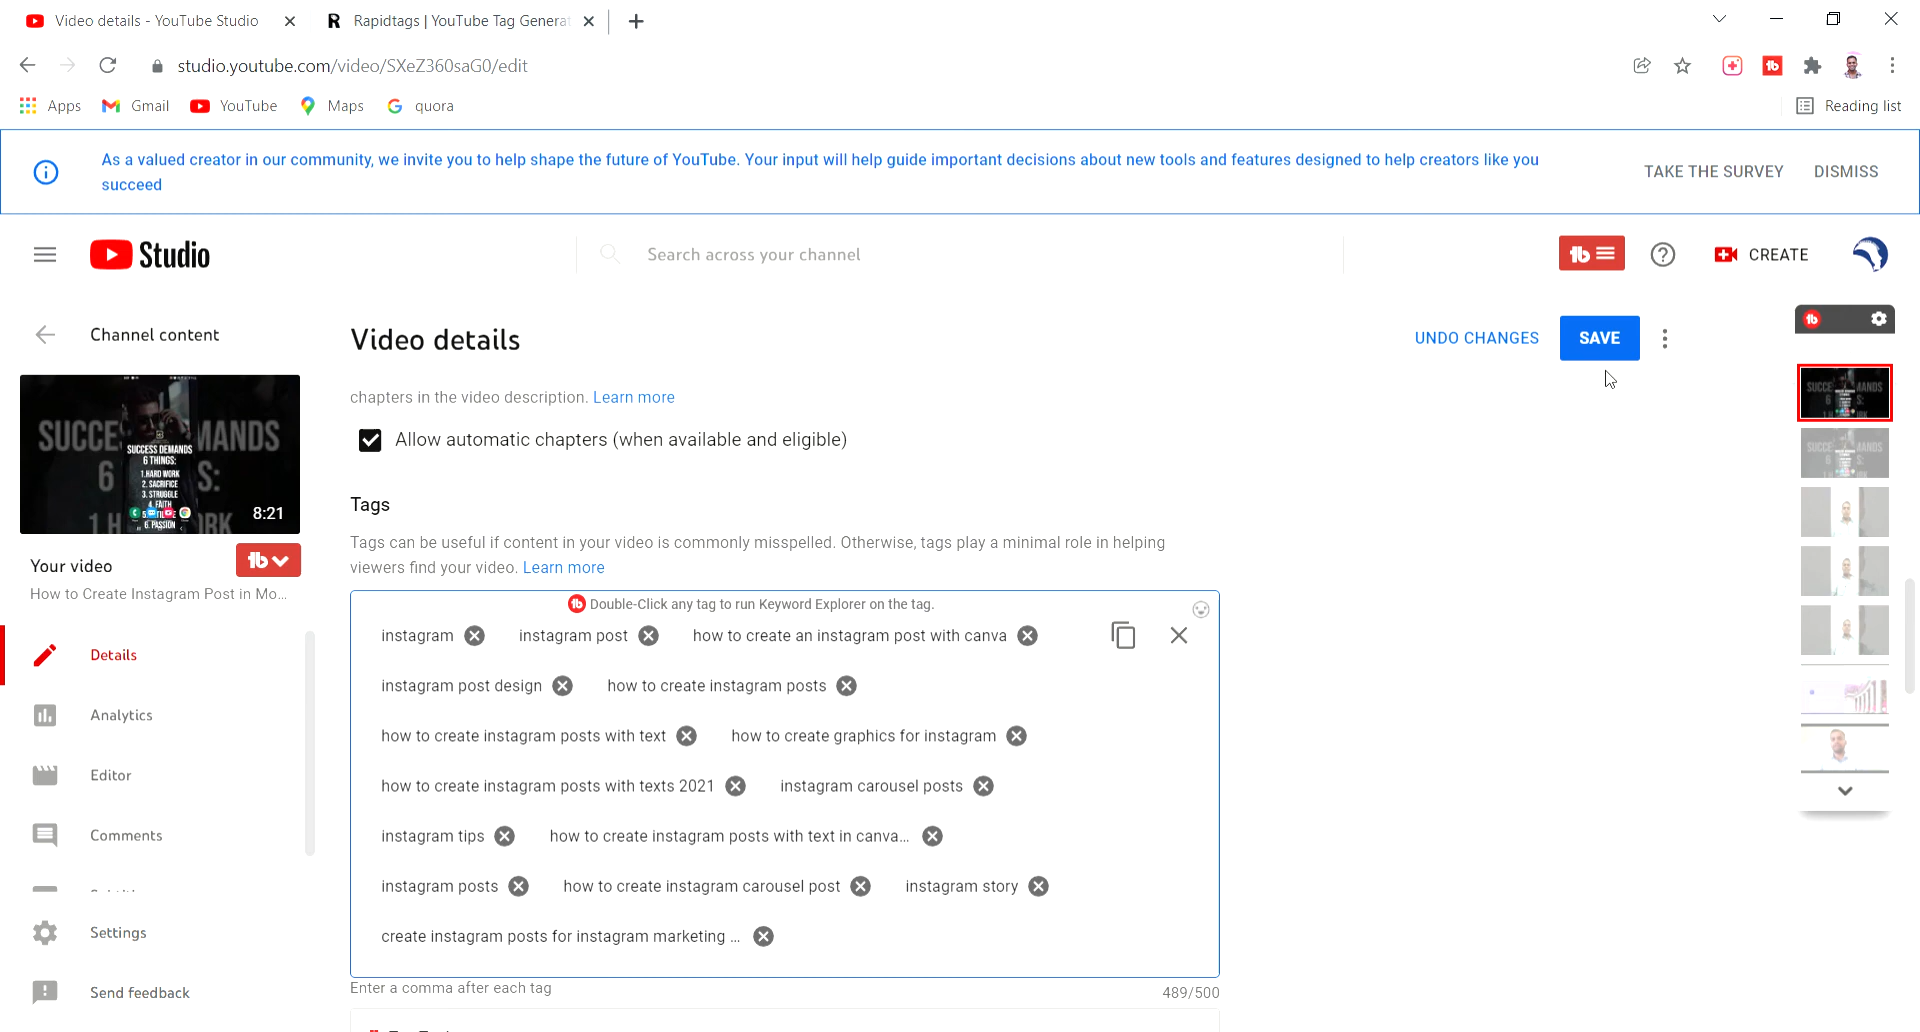 Video details - YouTube Studio
Rapidtags | YouTube Tag Generat
studio.youtube.com/video/SXeZ360saG0/edit
Apps
Gmail
YouTube
Maps
quora
Reading list
As a valued creator in our community, we invite you to help shape the future of YouTube. Your input will help guide important decisions about new tools and features designed to help creators like you
succeed
TAKE THE SURVEY
DISMISS
Studio
Search across your channel
CREATE
Channel content
Video details
UNDO CHANGES
SAVE
chapters in the video description. Learn more
Allow automatic chapters (when available and eligible)
SUCCESS DEMANDS
6 THINGS:
1. HARD WORK
2. SACRIFICE
3. STRUGGLE
4. FAITH
6. PASSION
8:21
Your video
How to Create Instagram Post in Mo...
Details
Analytics
Editor
Comments
Settings
Send feedback
Tags
Tags can be useful if content in your video is commonly misspelled. Otherwise, tags play a minimal role in helping
viewers find your video. Learn more
Double-Click any tag to run Keyword Explorer on the tag.
instagram
instagram post
how to create an instagram post with canva
instagram post design
how to create instagram posts
how to create instagram posts with text
how to create graphics for instagram
how to create instagram posts with texts 2021
instagram carousel posts
instagram tips
how to create instagram posts with text in canva...
instagram posts
how to create instagram carousel post
instagram story
create instagram posts for instagram marketing ...
Enter a comma after each tag
489/500